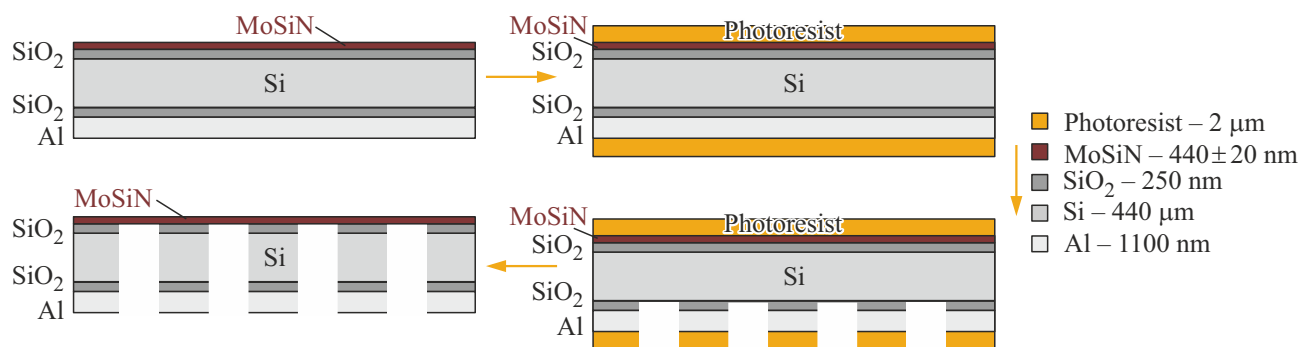 MoSiN
SiO₂
Si
SiO₂
Al
Photoresist
MoSiN
SiO₂
Si
SiO₂
Al
Photoresist – 2 μm
MoSiN – 440±20 nm
SiO₂ – 250 nm
Si – 440 μm
Al – 1100 nm
MoSiN
SiO₂
Si
SiO₂
Al
Photoresist
MoSiN
SiO₂
Si
SiO₂
Al